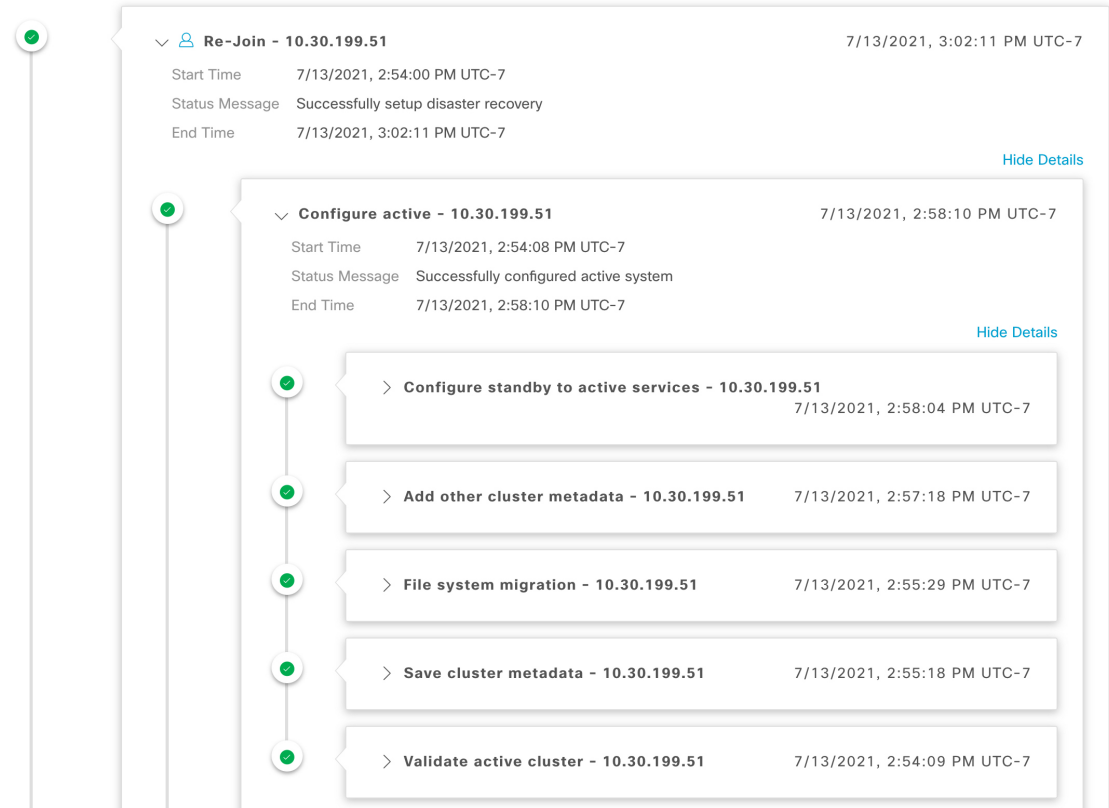 Re-Join - 10.30.199.51 7/13/2021, 3:02:11 PM UTC-7
Start Time 7/13/2021, 2:54:00 PM UTC-7
Status Message Successfully setup disaster recovery
End Time 7/13/2021, 3:02:11 PM UTC-7
Hide Details
Configure active - 10.30.199.51 7/13/2021, 2:58:10 PM UTC-7
Start Time 7/13/2021, 2:54:08 PM UTC-7
Status Message Successfully configured active system
End Time 7/13/2021, 2:58:10 PM UTC-7
Hide Details
Configure standby to active services - 10.30.199.51
7/13/2021, 2:58:04 PM UTC-7
Add other cluster metadata - 10.30.199.51 7/13/2021, 2:57:18 PM UTC-7
File system migration - 10.30.199.51 7/13/2021, 2:55:29 PM UTC-7
Save cluster metadata - 10.30.199.51 7/13/2021, 2:55:18 PM UTC-7
Validate active cluster - 10.30.199.51 7/13/2021, 2:54:09 PM UTC-7